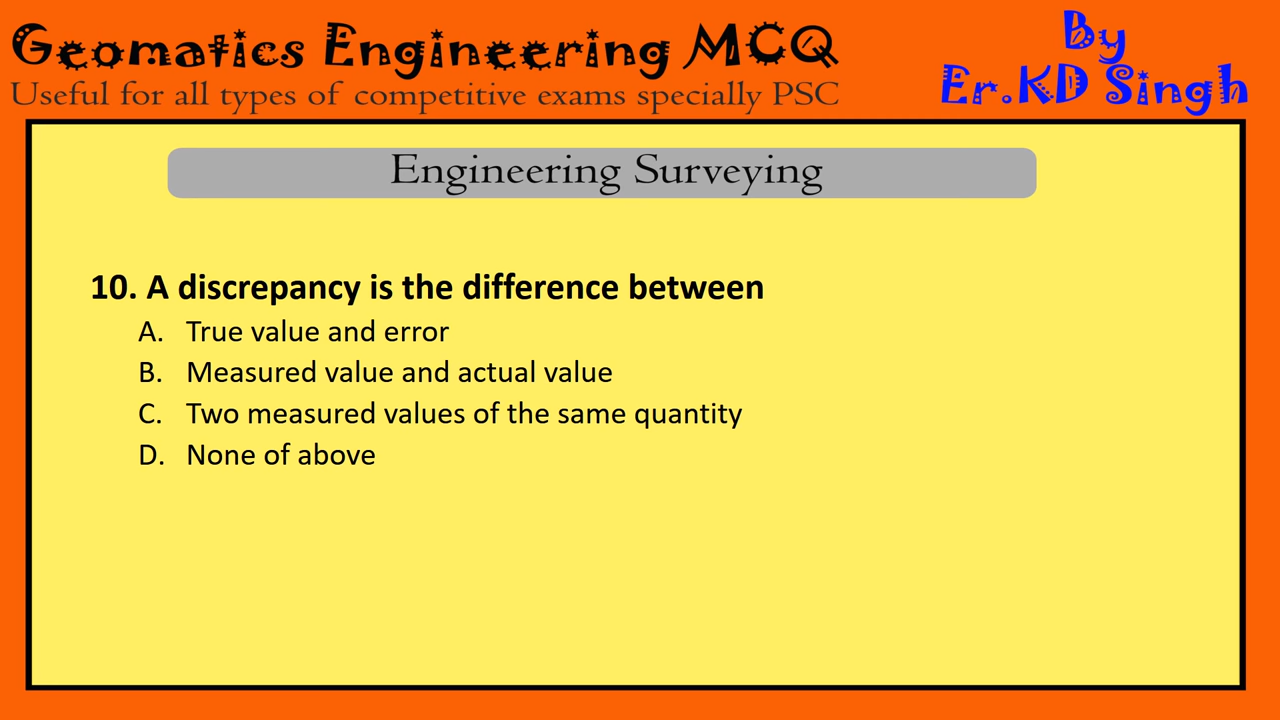 Geomatics Engineering MCQ
By
Useful for all types of competitive exams specially PSC
Er.KD Singh
Engineering Surveying
10. A discrepancy is the difference between
A. True value and error
B. Measured value and actual value
C. Two measured values of the same quantity
D. None of above